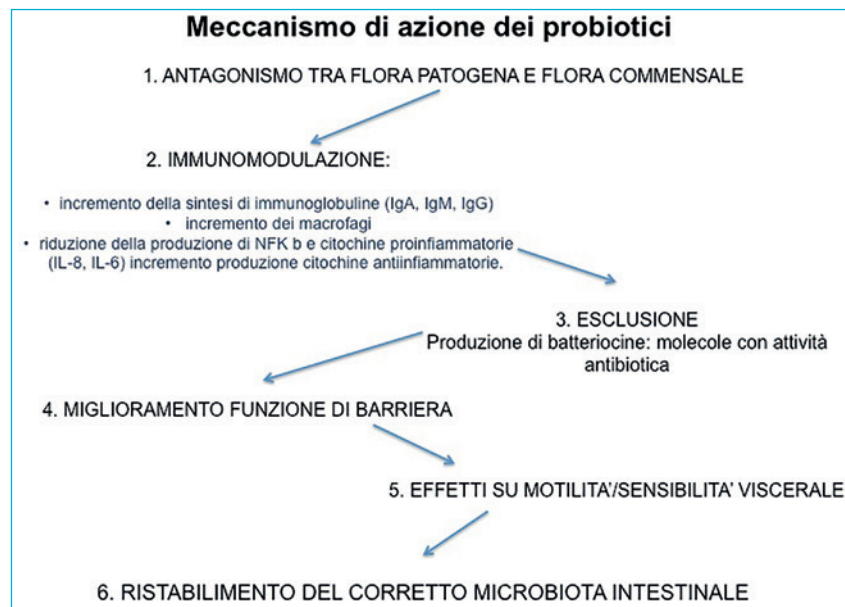 Meccanismo di azione dei probiotici
1. ANTAGONISMO TRA FLORA PATOGENA E FLORA COMMENSALE
2. IMMUNOMODULAZIONE:
• incremento della sintesi di immunoglobuline (IgA, IgM, IgG)
• incremento dei macrofagi
• riduzione della produzione di NFK b e citochine proinfiammatorie
(IL-8, IL-6) incremento produzione citochine antiinfiammatorie.
3. ESCLUSIONE
Produzione di batteriocine: molecole con attività
antibiotica
4. MIGLIORAMENTO FUNZIONE DI BARRIERA
5. EFFETTI SU MOTILITA'/SENSIBILITA' VISCERALE
6. RISTABILIMENTO DEL CORRETTO MICROBIOTA INTESTINALE